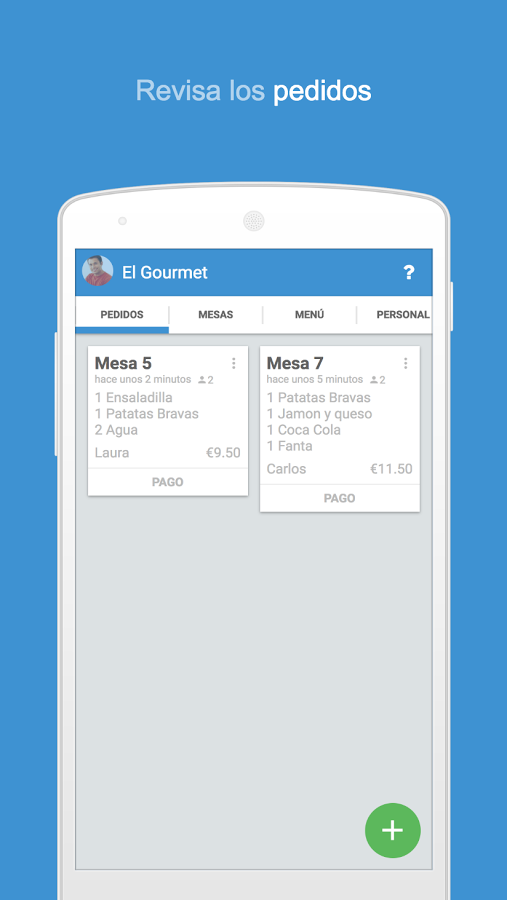 Revisa los pedidos
El Gourmet ?
PEDIDOS MESAS MENÚ PERSONAL
Mesa 5
hace unos 2 minutos 2
1 Ensaladilla
1 Patatas Bravas
2 Agua
Laura €9.50
PAGO
Mesa 7
hace unos 5 minutos 2
1 Patatas Bravas
1 Jamon y queso
1 Coca Cola
1 Fanta
Carlos €11.50
PAGO
+